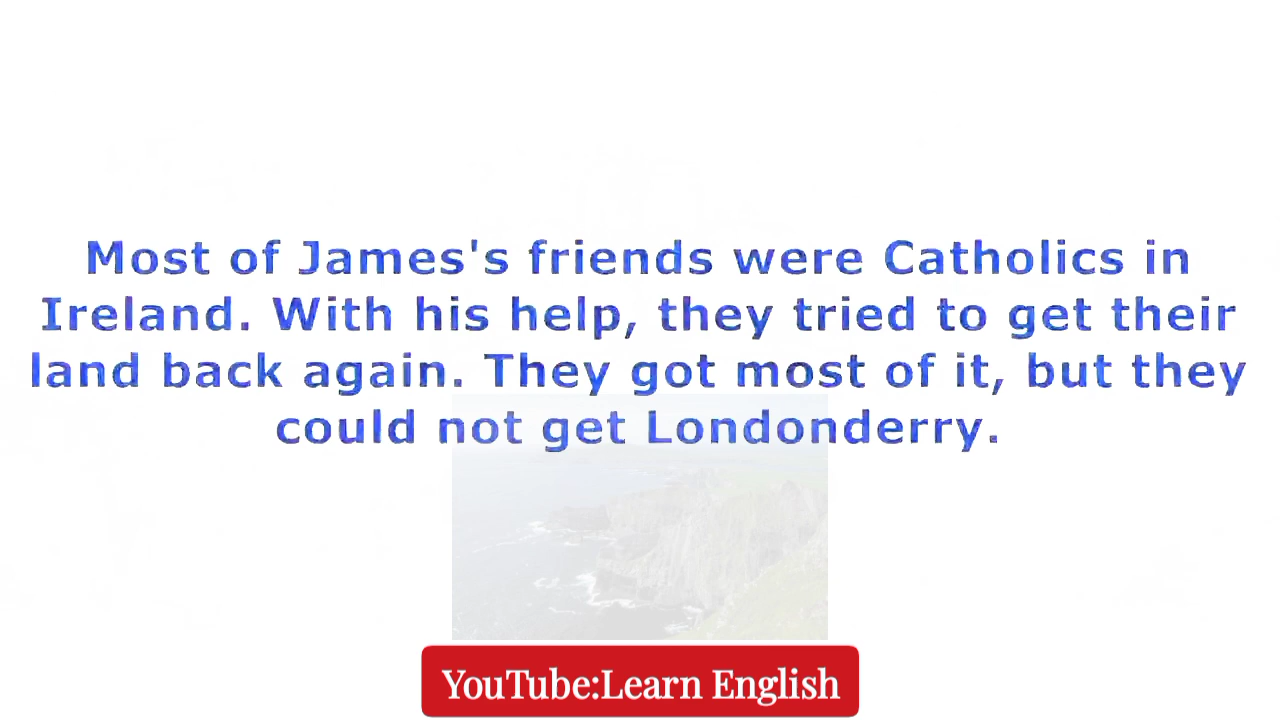 Most of James's friends were Catholics in
Ireland. With his help, they tried to get their
land back again. They got most of it, but they
could not get Londonderry.
YouTube:Learn English